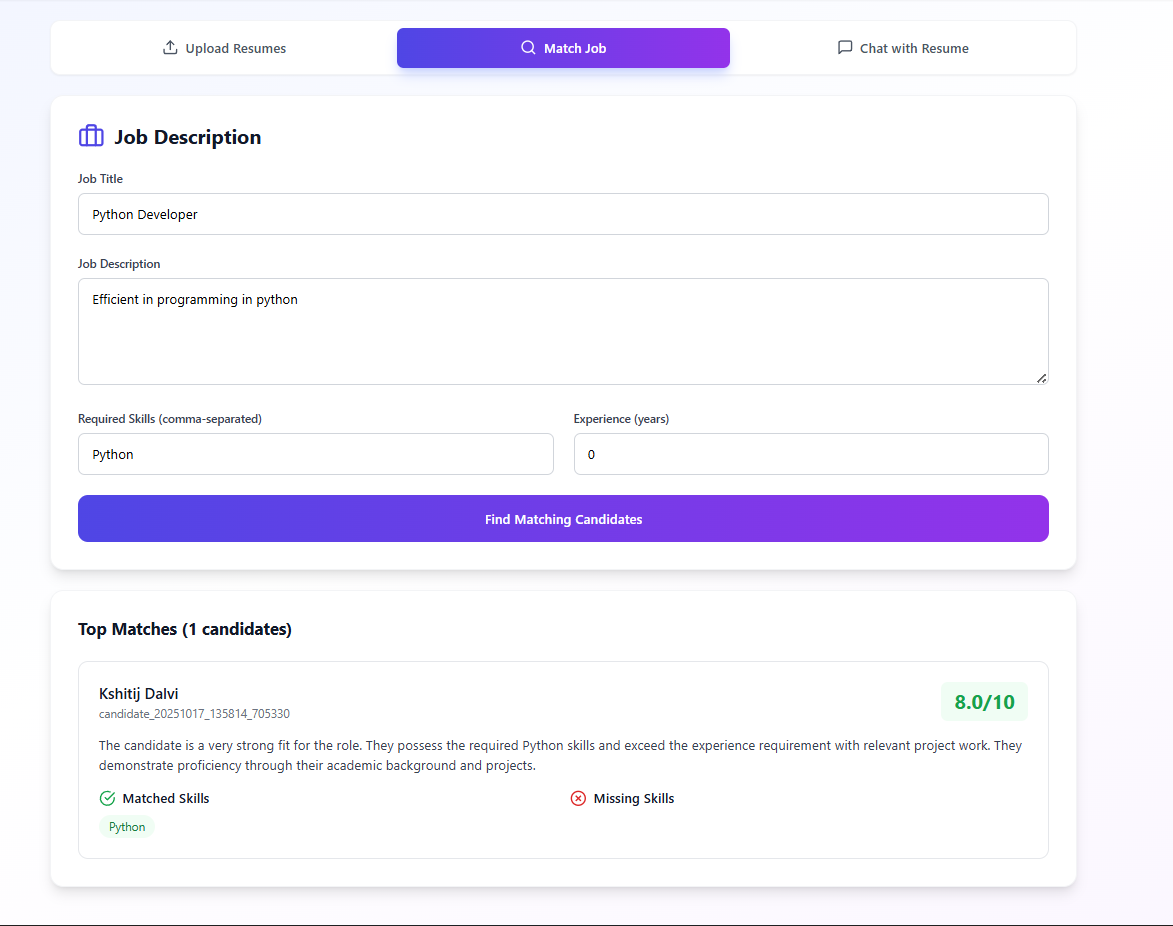 Upload Resumes
Match Job
Chat with Resume
Job Description
Job Title
Python Developer
Job Description
Efficient in programming in python
Required Skills (comma-separated)
Experience (years)
Python
0
Find Matching Candidates
Top Matches (1 candidates)
Kshitij Dalvi
8.0/10
candidate_20251017_135814_705330
The candidate is a very strong fit for the role. They possess the required Python skills and exceed the experience requirement with relevant project work. They
demonstrate proficiency through their academic background and projects.
Matched Skills
Missing Skills
Python